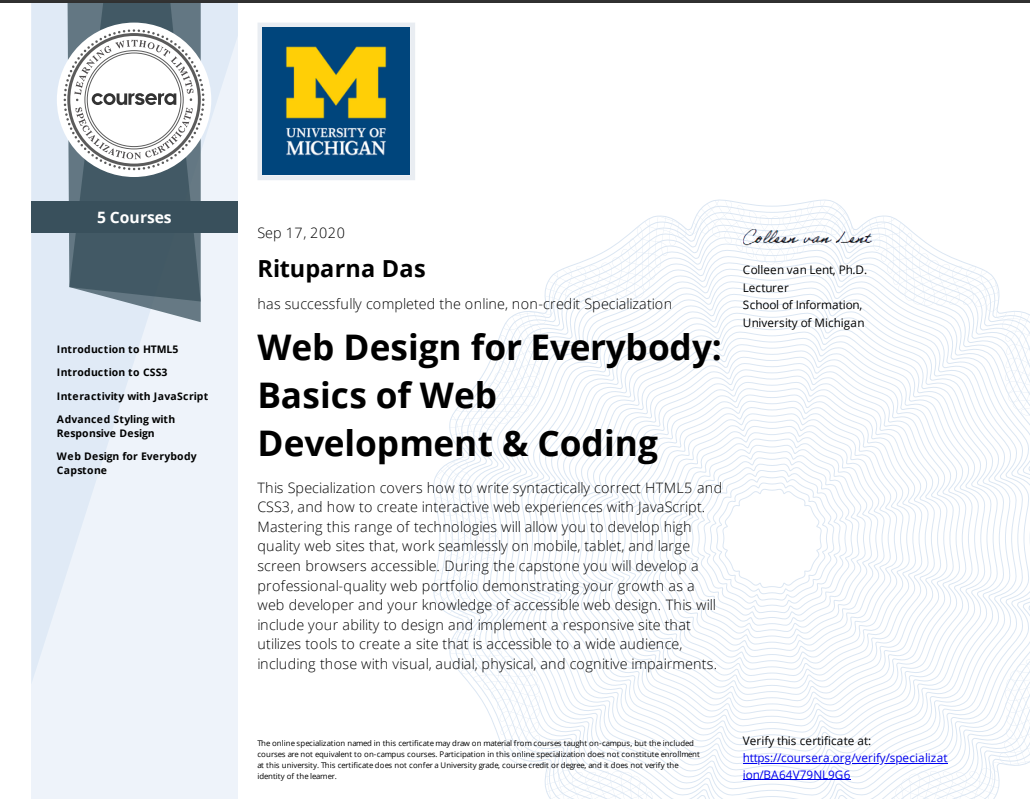 LEARNING WITHOUT LIMITS
coursera
SPECIALIZATION CERTIFICATE
5 Courses
Introduction to HTML5
Introduction to CSS3
Interactivity with JavaScript
Advanced Styling with
Responsive Design
Web Design for Everybody
Capstone
M
UNIVERSITY OF
MICHIGAN
Sep 17, 2020
Rituparna Das
has successfully completed the online, non-credit Specialization
Web Design for Everybody:
Basics of Web
Development & Coding
This Specialization covers how to write syntactically correct HTML5 and
CSS3, and how to create interactive web experiences with JavaScript.
Mastering this range of technologies will allow you to develop high
quality web sites that, work seamlessly on mobile, tablet, and large
screen browsers accessible. During the capstone you will develop a
professional-quality web portfolio demonstrating your growth as a
web developer and your knowledge of accessible web design. This will
include your ability to design and implement a responsive site that
utilizes tools to create a site that is accessible to a wide audience,
including those with visual, audial, physical, and cognitive impairments.
Colleen van Lent
Colleen van Lent, Ph.D.
Lecturer
School of Information,
University of Michigan
The online specialization named in this certificate may draw on material from courses taught on-campus, but the included
courses are not equivalent to on-campus courses. Participation in this online specialization does not constitute enrollment
at this university. This certificate does not confer a University grade, course credit or degree, and it does not verify the
identity of the learner.
Verify this certificate at:
https://coursera.org/verify/specializat
ion/BA64V79NL9G6